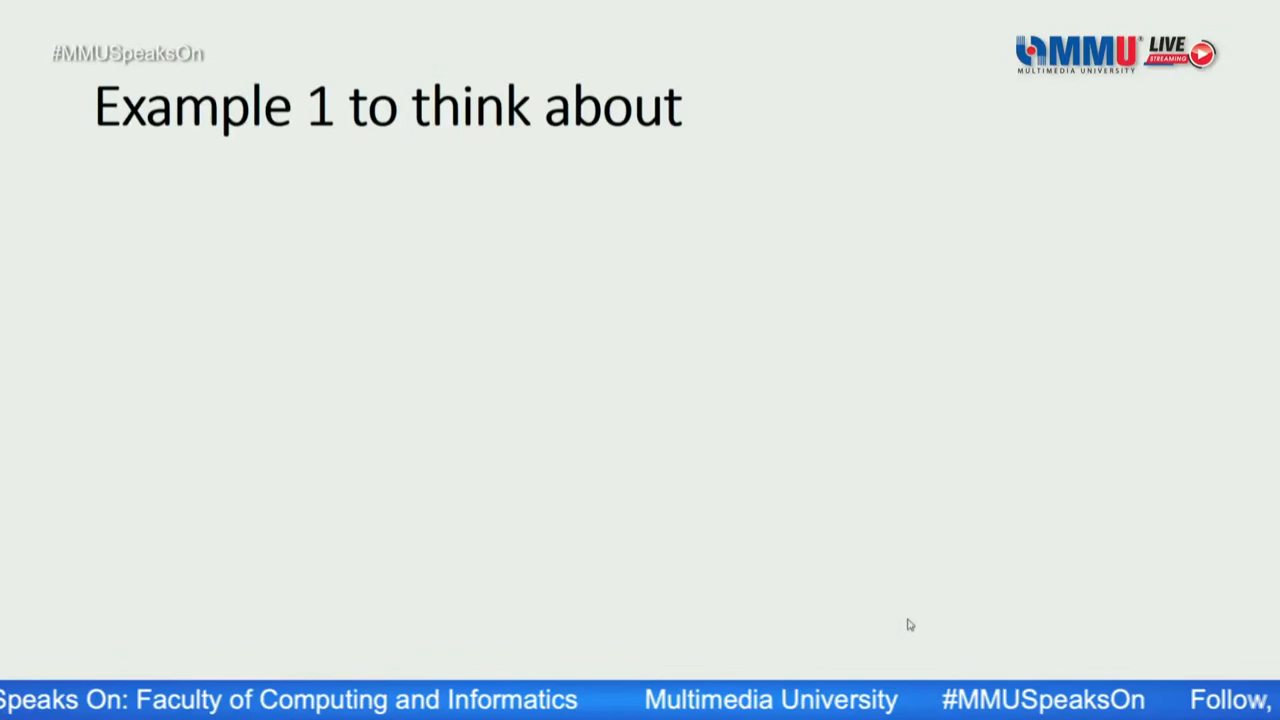 #MMUSpeaksOn
MMU LIVE
MULTIMEDIA UNIVERSITY STREAMING
Example 1 to think about
Speaks On: Faculty of Computing and Informatics Multimedia University #MMUSpeaksOn Follow,